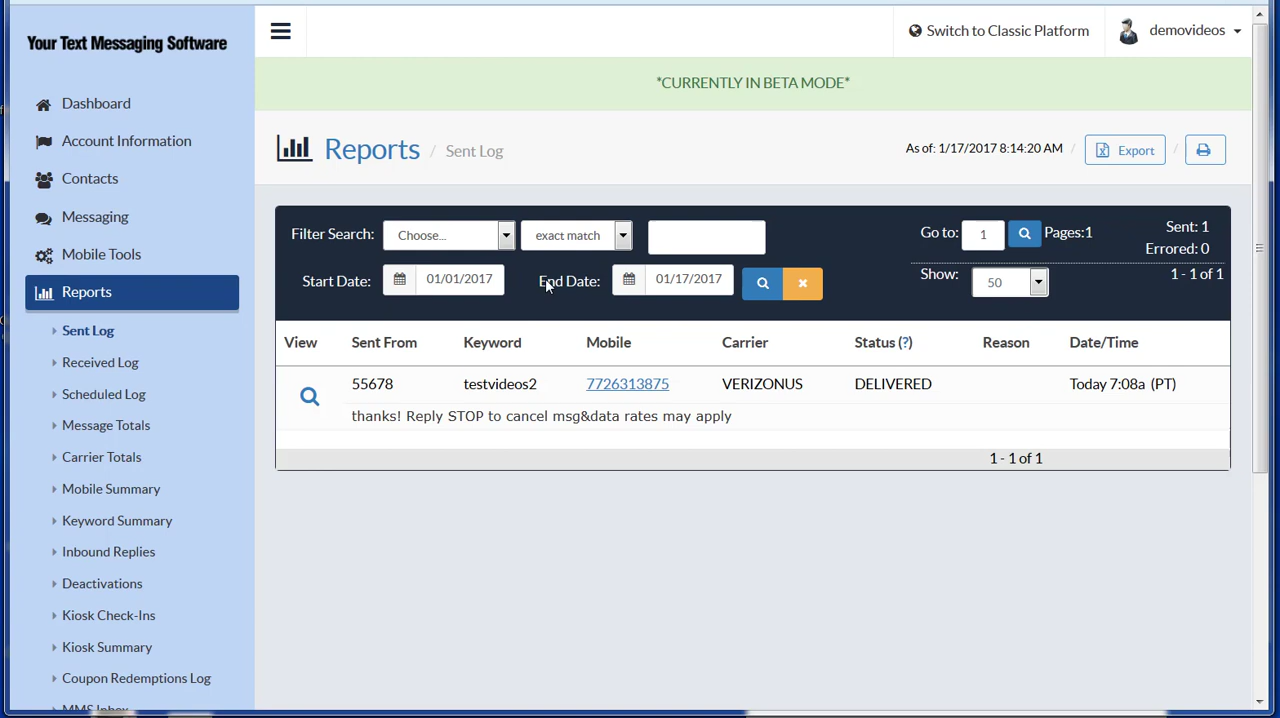 Your Text Messaging Software
Switch to Classic Platform
demovideos
*CURRENTLY IN BETA MODE*
Dashboard
Account Information
Contacts
Messaging
Mobile Tools
Reports
Sent Log
Received Log
Scheduled Log
Message Totals
Carrier Totals
Mobile Summary
Keyword Summary
Inbound Replies
Deactivations
Kiosk Check-Ins
Kiosk Summary
Coupon Redemptions Log
MMS Inbox
Reports / Sent Log
As of: 1/17/2017 8:14:20 AM / Export /
Filter Search: Choose... exact match
Go to: 1 Pages:1
Sent: 1
Errored: 0
Start Date: 01/01/2017 End Date: 01/17/2017
Show: 50
1 - 1 of 1
View Sent From Keyword Mobile Carrier Status (?) Reason Date/Time
55678 testvideos2 7726313875 VERIZONUS DELIVERED Today 7:08a (PT)
thanks! Reply STOP to cancel msg&data rates may apply
1 - 1 of 1